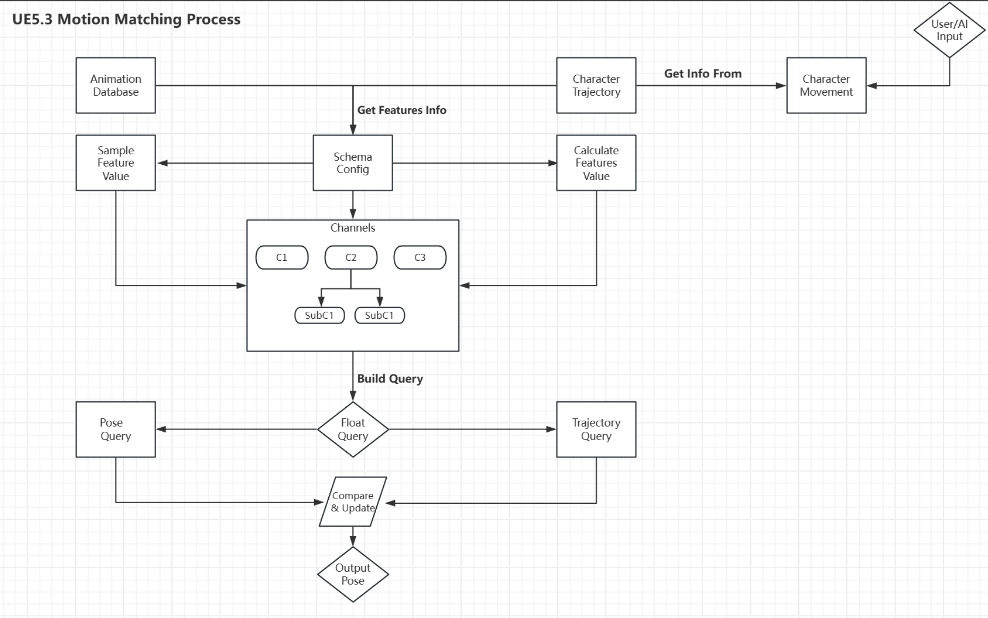 UE5.3 Motion Matching Process
User/AI
Input
Animation
Database
Character
Trajectory
Get Info From
Character
Movement
Get Features Info
Sample
Feature
Value
Schema
Config
Calculate
Features
Value
Channels
C1
C2
C3
SubC1
SubC1
Build Query
Pose
Query
Float
Query
Trajectory
Query
Compare
& Update
Output
Pose